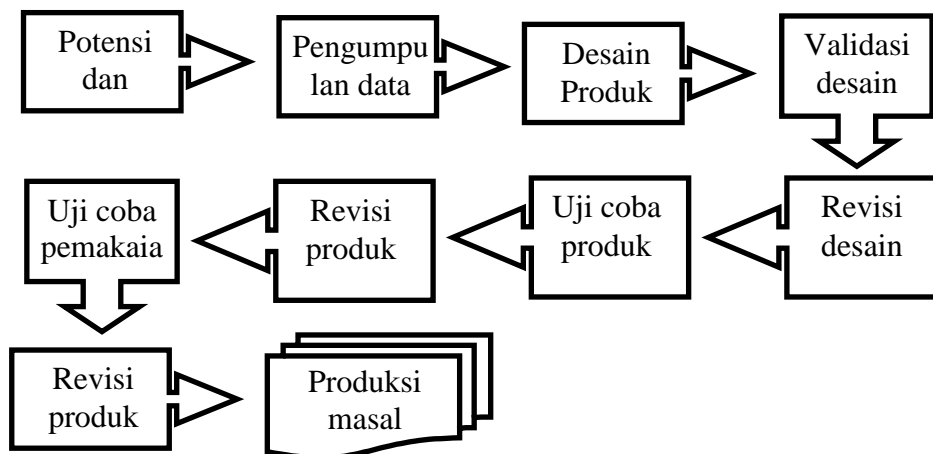 Potensi
dan
Pengumpu
lan data
Desain
Produk
Validasi
desain
Revisi
desain
Uji coba
produk
Revisi
produk
Uji coba
pemakaia
Revisi
produk
Produksi
masal